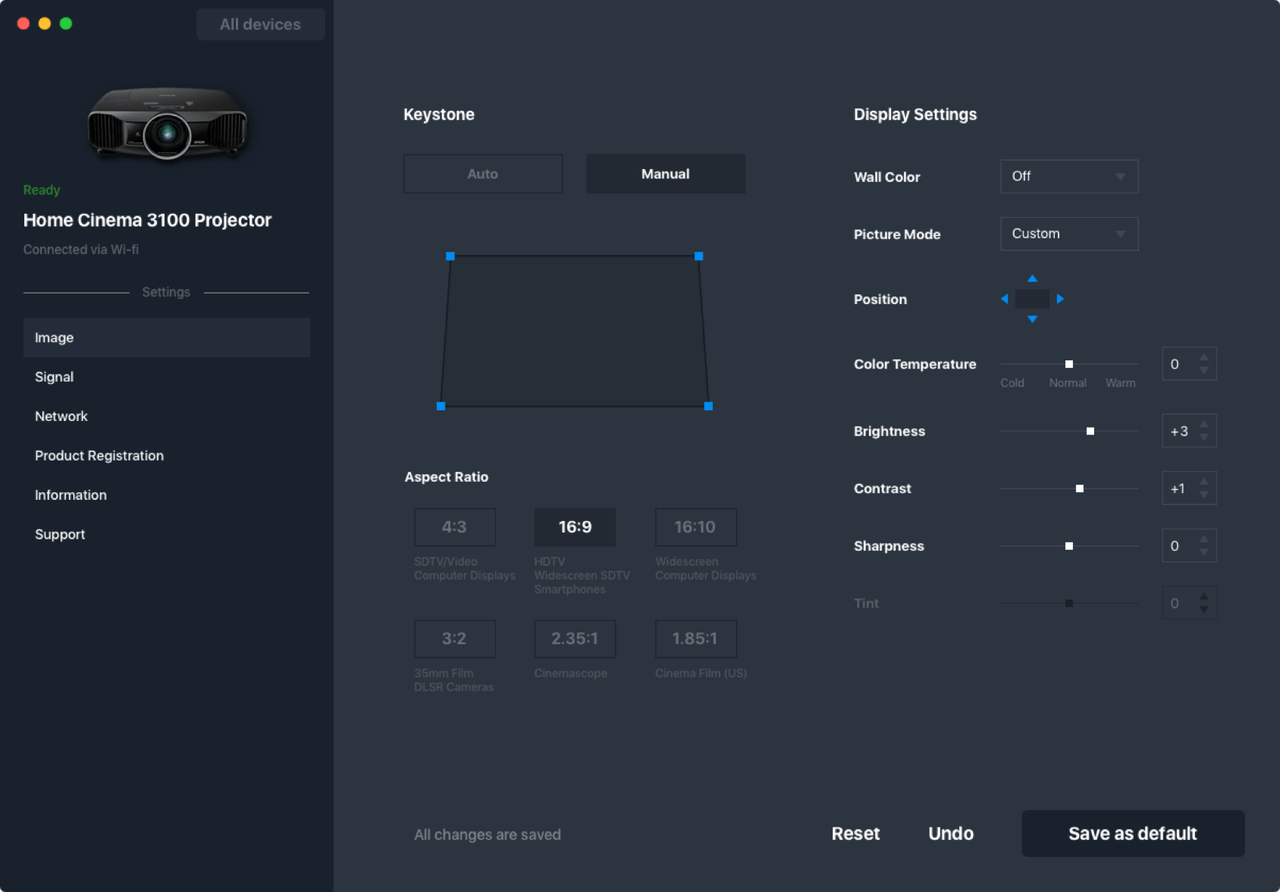 All devices
Ready
Home Cinema 3100 Projector
Connected via Wi-fi
Settings
Image
Signal
Network
Product Registration
Information
Support
Keystone
Auto
Manual
Aspect Ratio
4:3
SDTV/Video
Computer Displays
16:9
HDTV
Widescreen SDTV
Smartphones
16:10
Widescreen
Computer Displays
3:2
35mm Film
DLSR Cameras
2.35:1
Cinemascope
1.85:1
Cinema Film (US)
Display Settings
Wall Color
Off
Picture Mode
Custom
Position
Color Temperature
Cold Normal Warm
0
Brightness
+3
Contrast
+1
Sharpness
0
Tint
0
All changes are saved
Reset
Undo
Save as default